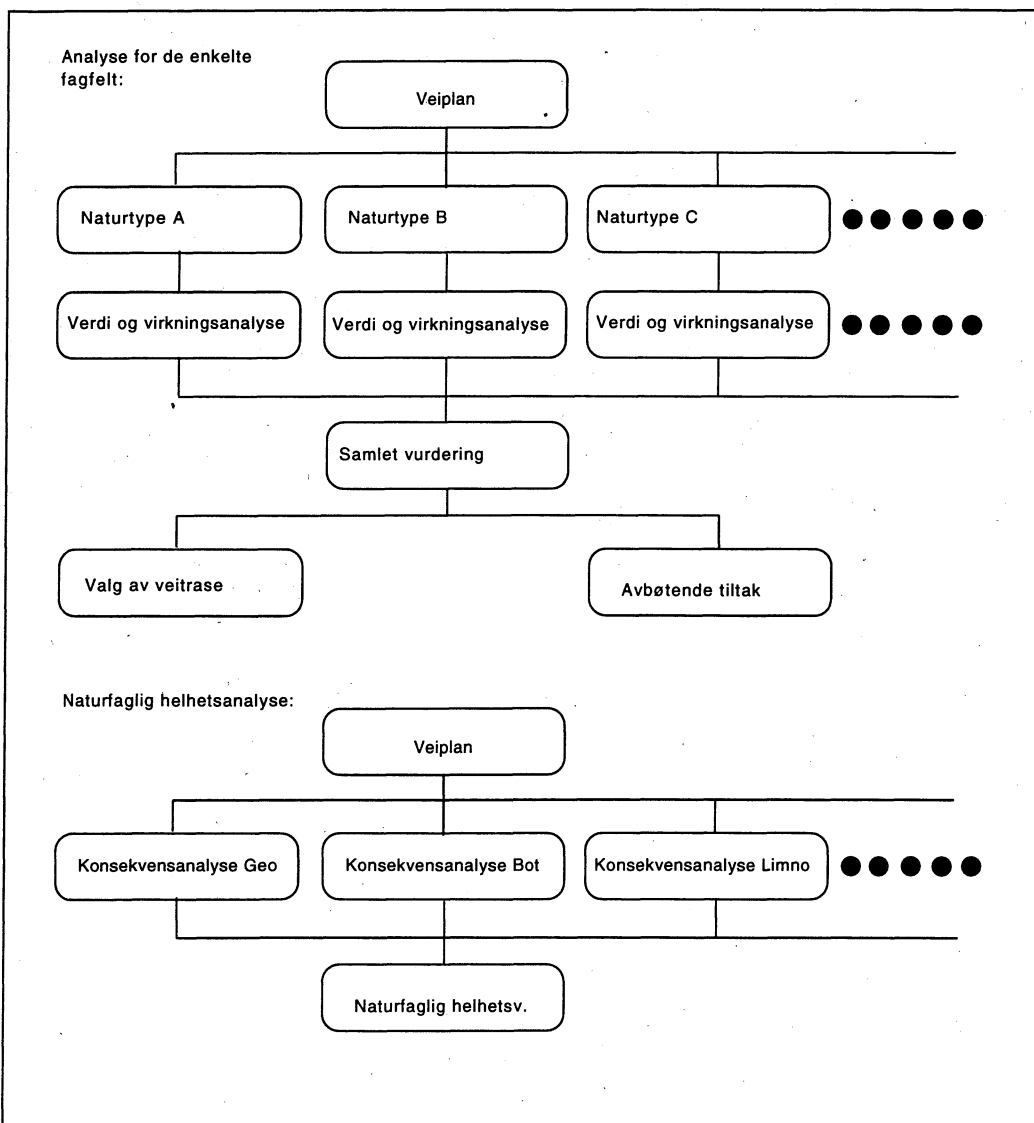 Analyse for de enkelte
fagfelt:
Veiplan
Naturtype A
Naturtype B
Naturtype C
Verdi og virkningsanalyse
Verdi og virkningsanalyse
Verdi og virkningsanalyse
Samlet vurdering
Valg av veitrase
Avbøtende tiltak
Naturfaglig helhetsanalyse:
Veiplan
Konsekvensanalyse Geo
Konsekvensanalyse Bot
Konsekvensanalyse Limno
Naturfaglig helhetsv.